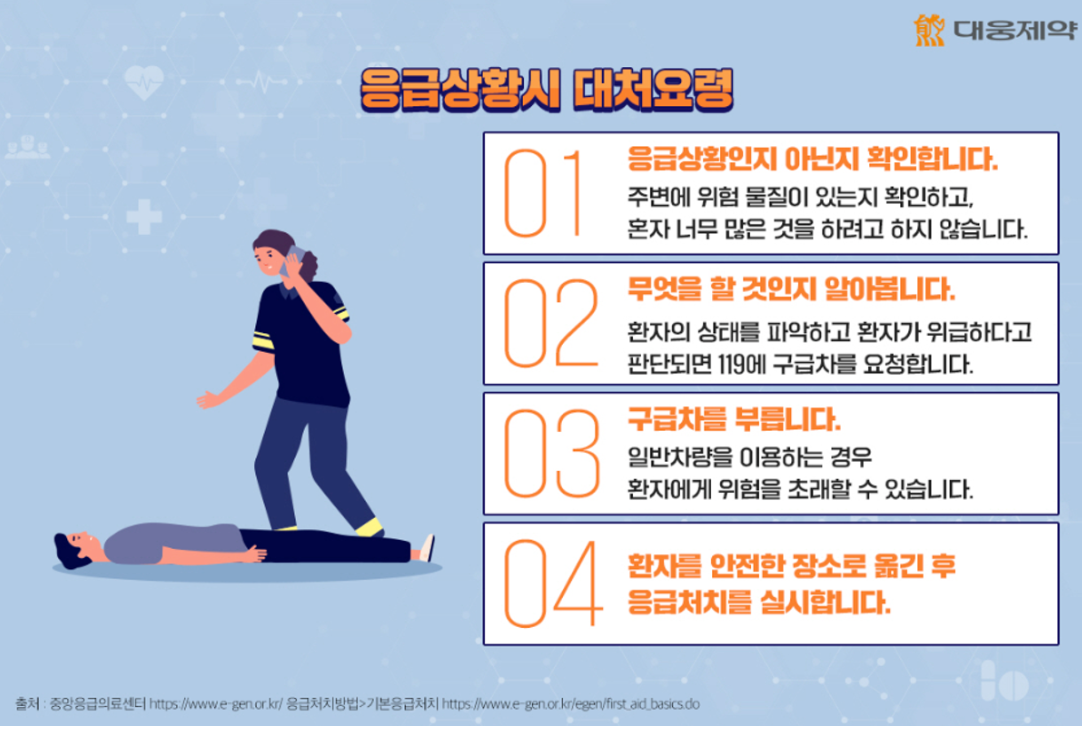 대웅제약
응급상황시 대처요령
01
응급상황인지 아닌지 확인합니다.
주변에 위험 물질이 있는지 확인하고,
혼자 너무 많은 것을 하려고 하지 않습니다.
02
무엇을 할 것인지 알아봅니다.
환자의 상태를 파악하고 환자가 위급하다고
판단되면 119에 구급차를 요청합니다.
03
구급차를 부릅니다.
일반차량을 이용하는 경우
환자에게 위험을 초래할 수 있습니다.
04
환자를 안전한 장소로 옮긴 후
응급처치를 실시합니다.
출처 : 중앙응급의료센터 https://www.e-gen.or.kr/ 응급처치방법>기본응급처치 https://www.e-gen.or.kr/egen/first_aid_basics.do